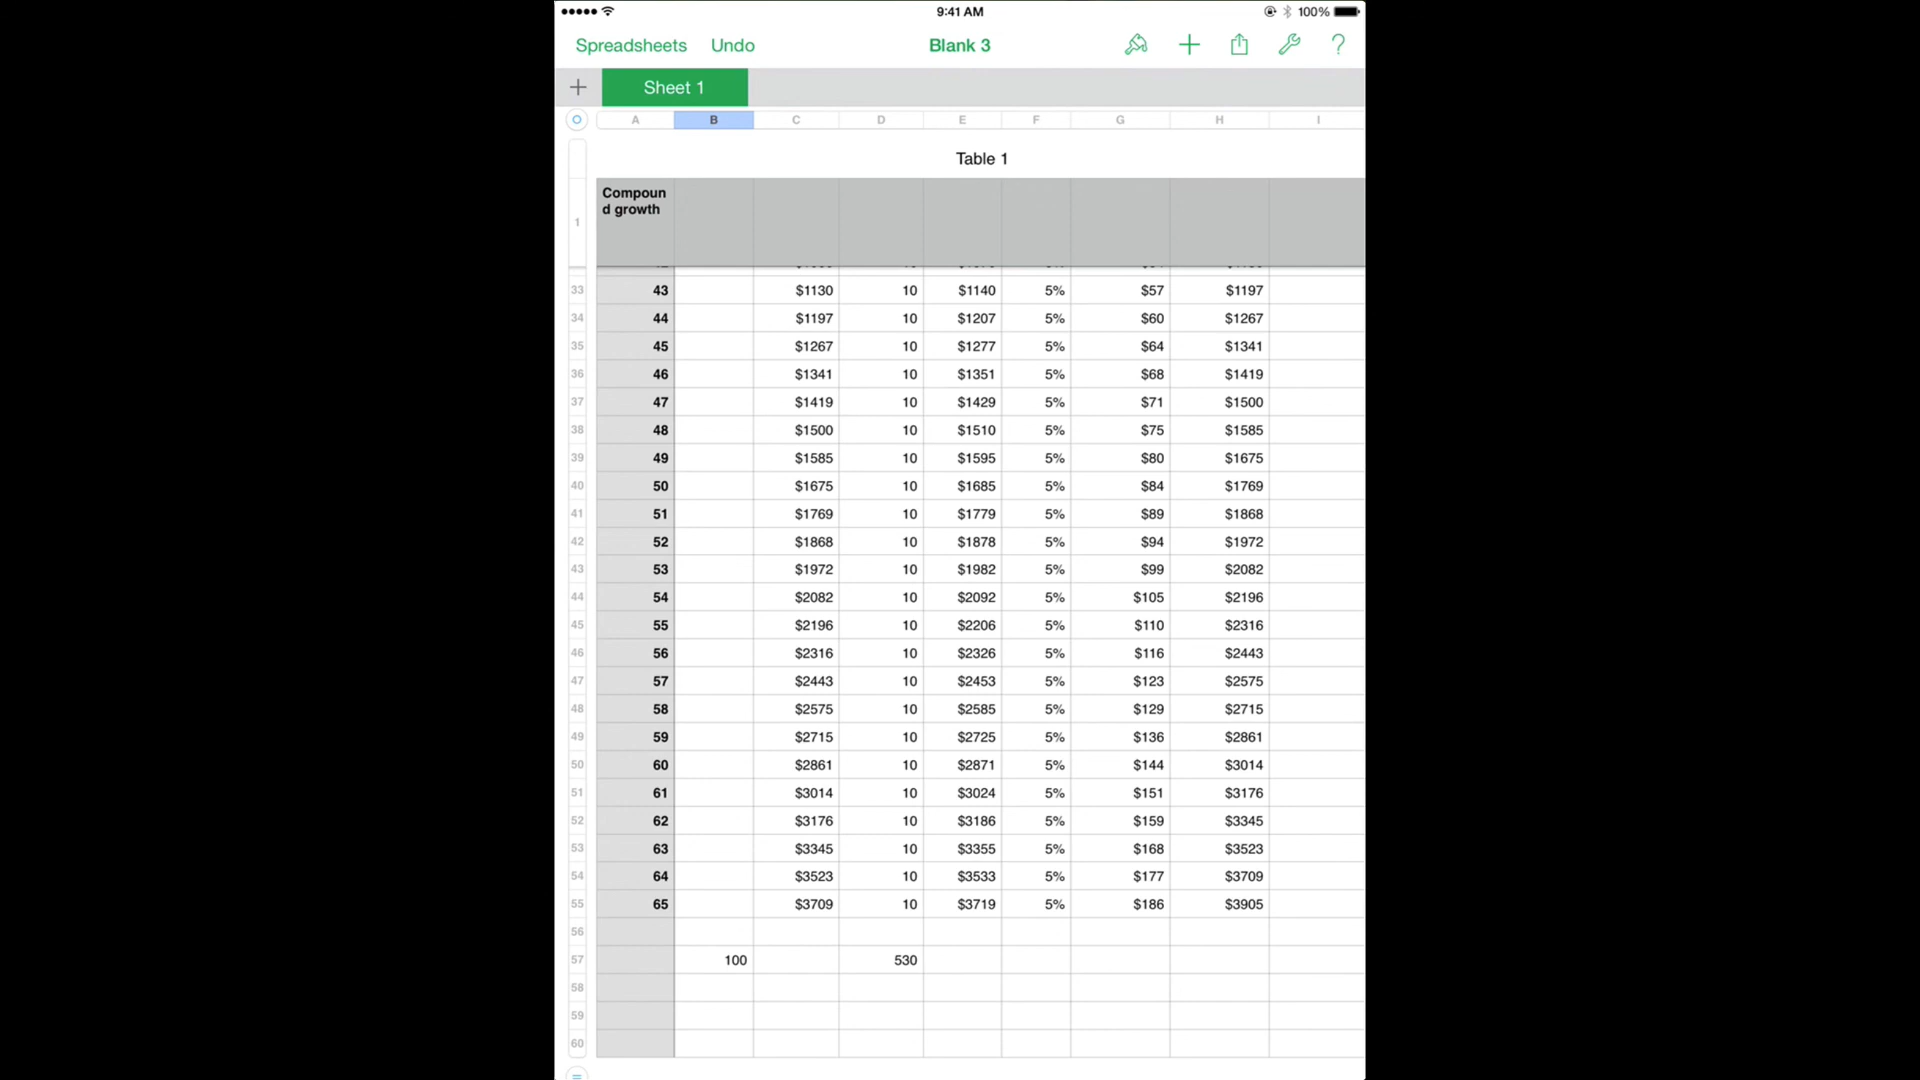 9:41 AM
100%
Spreadsheets Undo Blank 3 ?
Sheet 1
A B C D E F G H I
Table 1
1 Compoun
d growth
33 43 $1130 10 $1140 5% $57 $1197
34 44 $1197 10 $1207 5% $60 $1267
35 45 $1267 10 $1277 5% $64 $1341
36 46 $1341 10 $1351 5% $68 $1419
37 47 $1419 10 $1429 5% $71 $1500
38 48 $1500 10 $1510 5% $75 $1585
39 49 $1585 10 $1595 5% $80 $1675
40 50 $1675 10 $1685 5% $84 $1769
41 51 $1769 10 $1779 5% $89 $1868
42 52 $1868 10 $1878 5% $94 $1972
43 53 $1972 10 $1982 5% $99 $2082
44 54 $2082 10 $2092 5% $105 $2196
45 55 $2196 10 $2206 5% $110 $2316
46 56 $2316 10 $2326 5% $116 $2443
47 57 $2443 10 $2453 5% $123 $2575
48 58 $2575 10 $2585 5% $129 $2715
49 59 $2715 10 $2725 5% $136 $2861
50 60 $2861 10 $2871 5% $144 $3014
51 61 $3014 10 $3024 5% $151 $3176
52 62 $3176 10 $3186 5% $159 $3345
53 63 $3345 10 $3355 5% $168 $3523
54 64 $3523 10 $3533 5% $177 $3709
55 65 $3709 10 $3719 5% $186 $3905
56
57 100 530
58
59
60